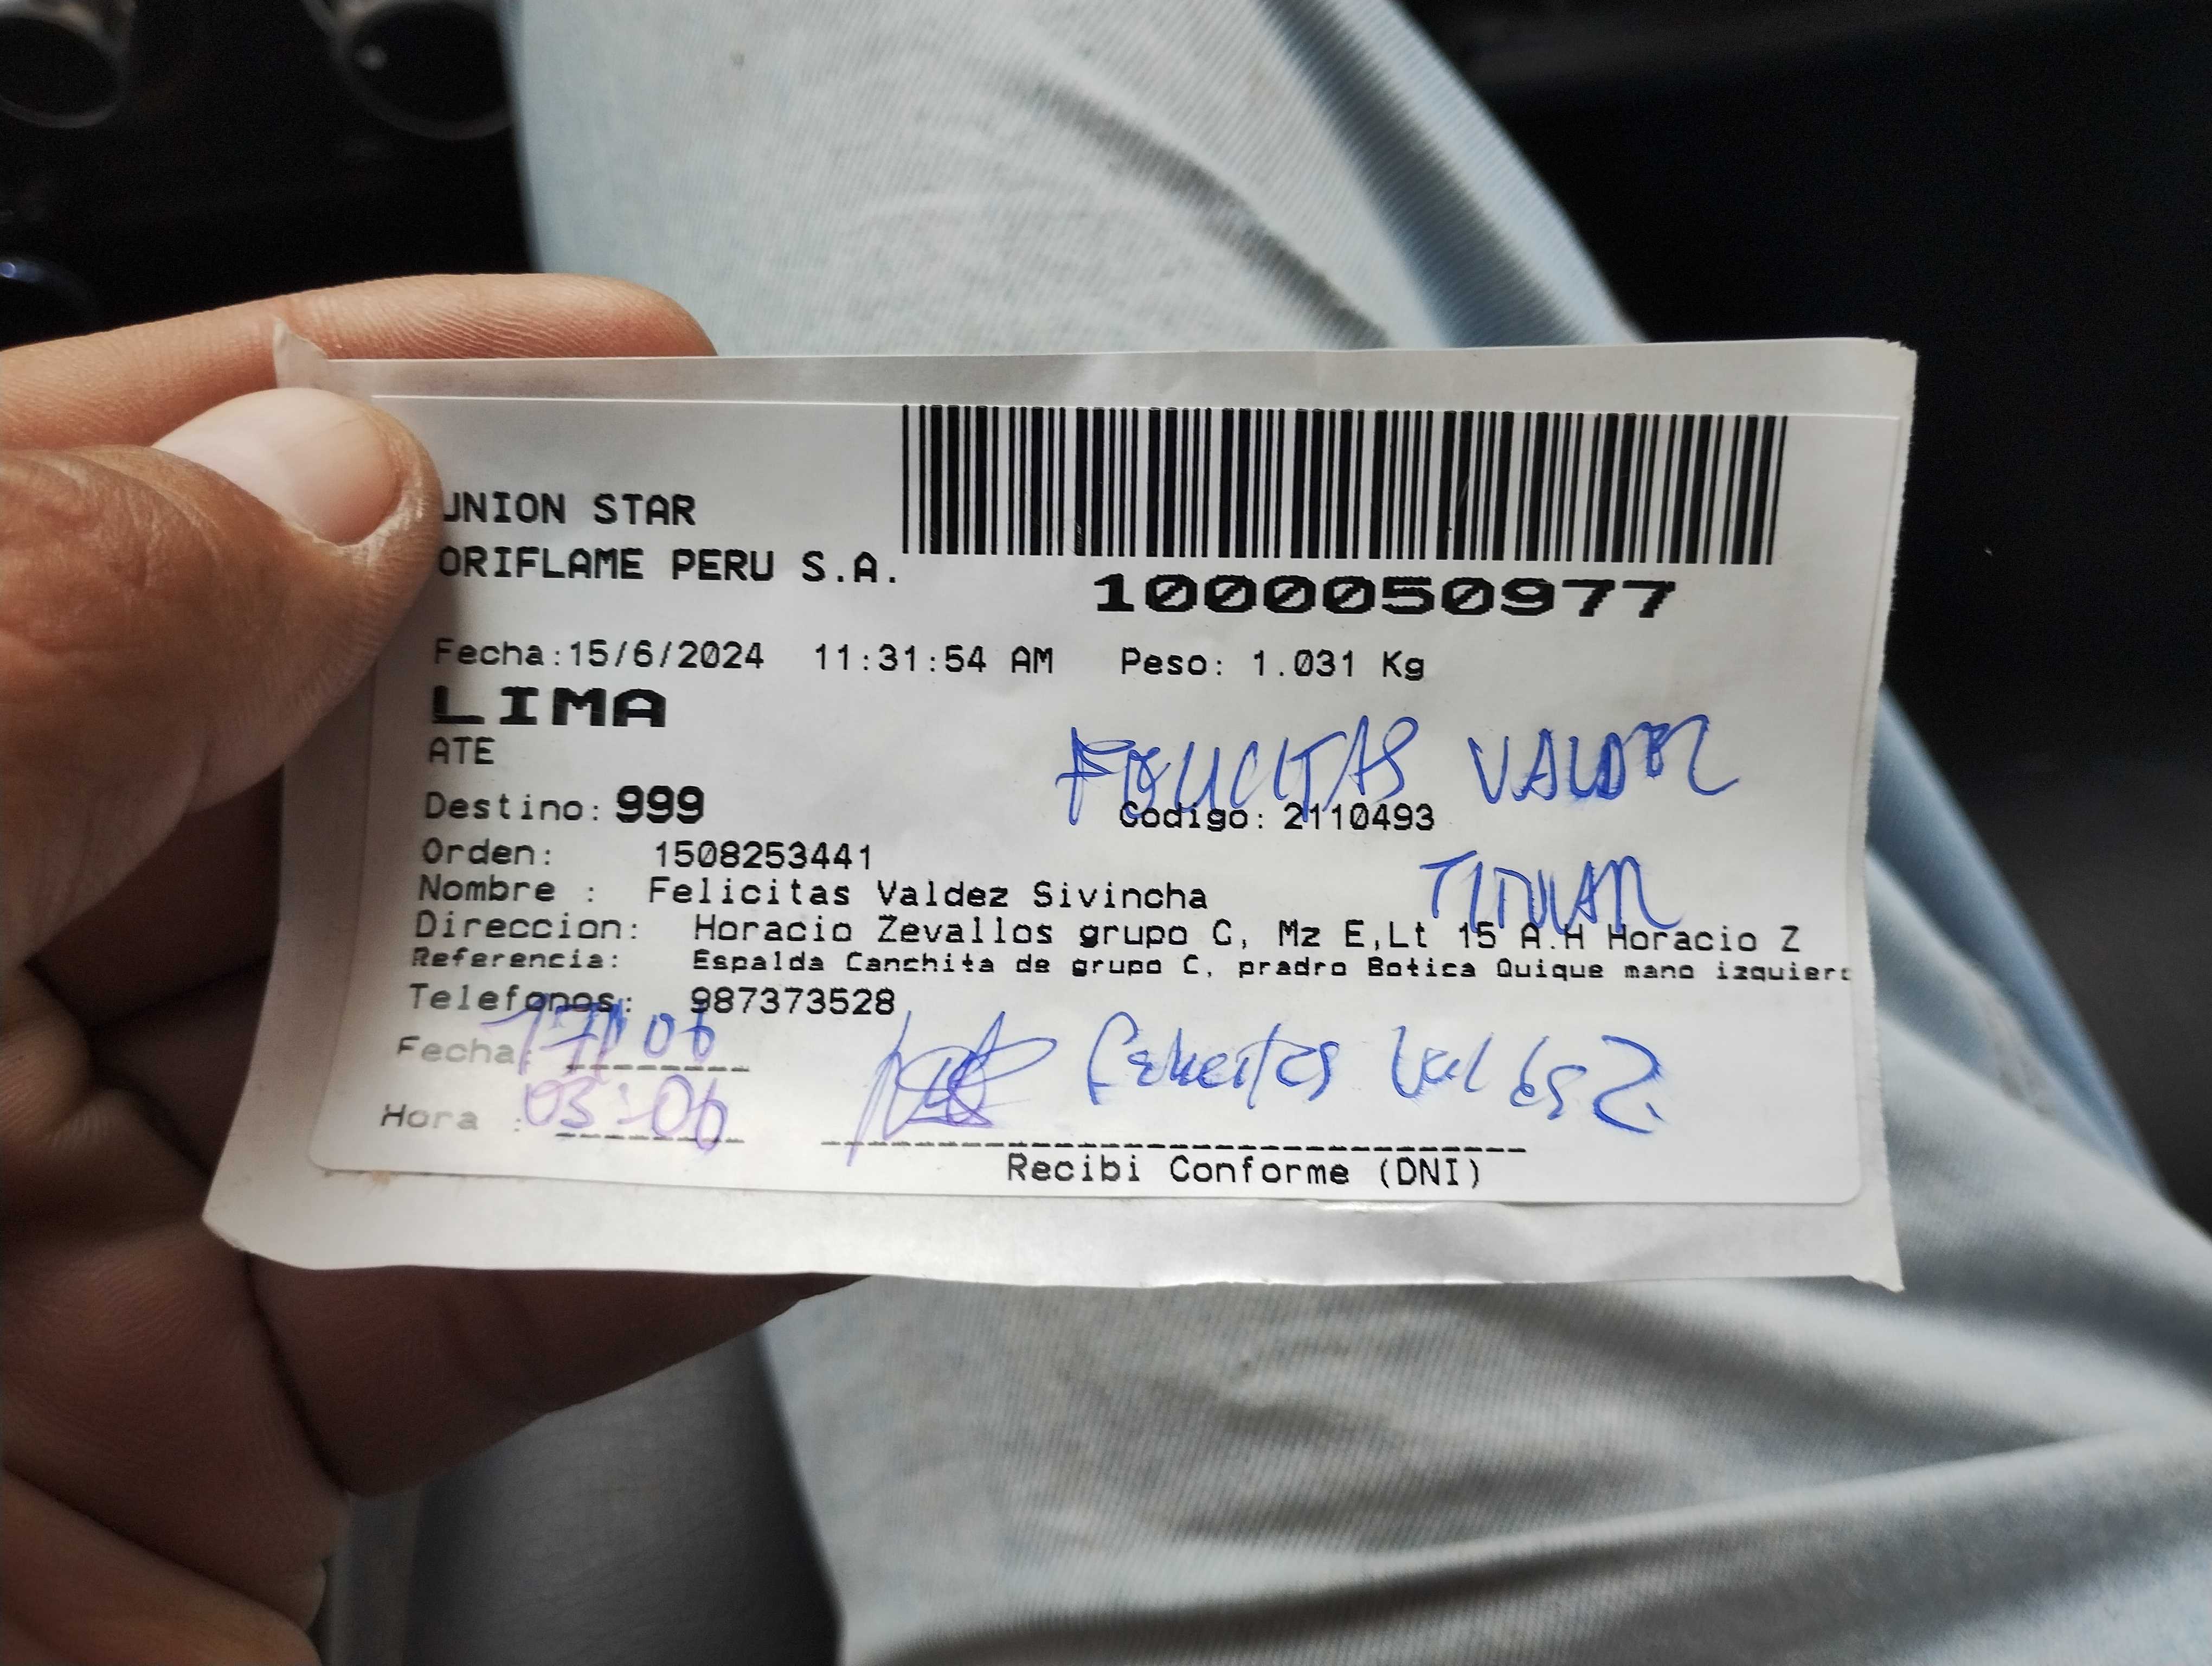 UNION STAR
ORIFLAME PERU S.A.
1000050977
Fecha:15/6/2024 11:31:54 AM Peso: 1.031 Kg
LIMA
ATE
FELICITAS VALDEZ
Destino: 999 Codigo: 2110493
Orden: 1508253441
TITULAR
Nombre : Felicitas Valdez Sivincha
Direccion: Horacio Zevallos grupo C, Mz E,Lt 15 A.H Horacio Z
Referencia: Espalda Canchita de grupo C, pradro Botica Quique mano izquierd
Telefonos: 987373528
Fecha: 17/06
Felicitas Valdez
Hora : 03:06
Recibi Conforme (DNI)